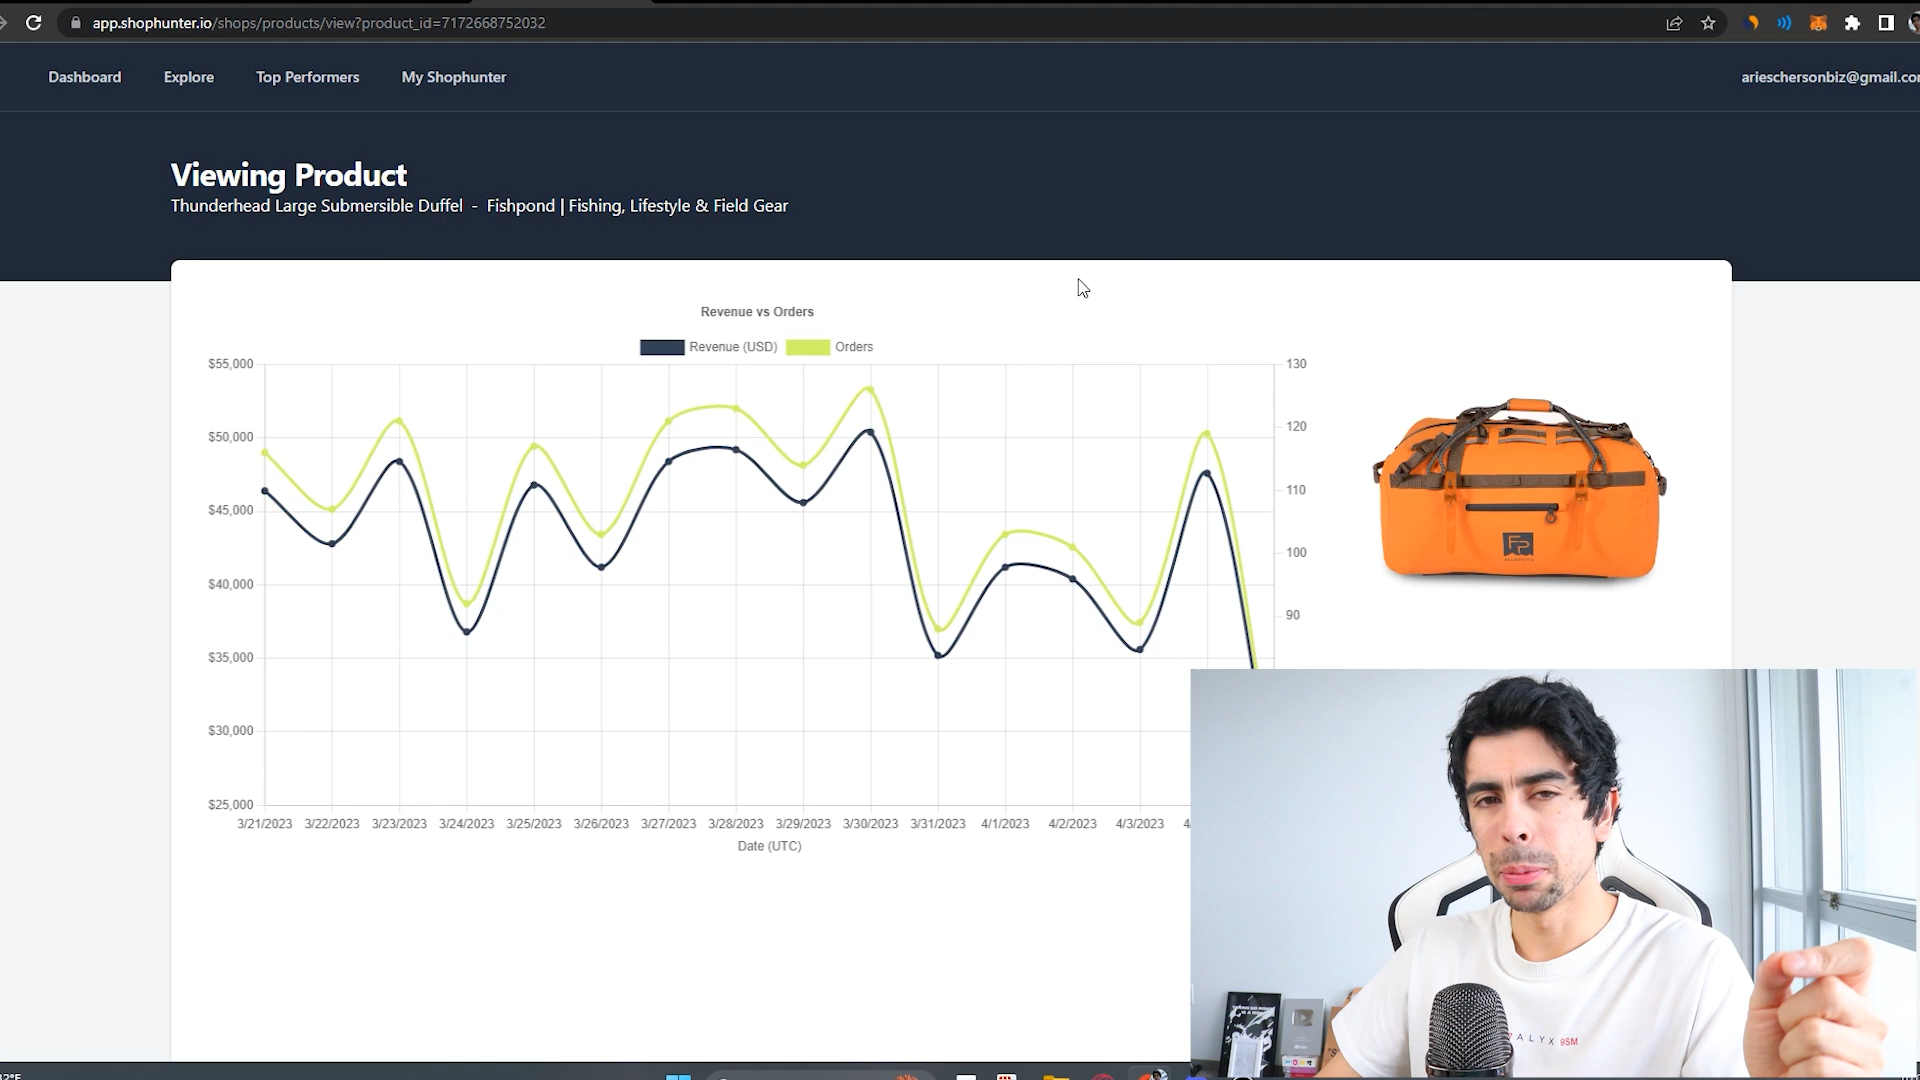 app.shophunter.io/shops/products/view?product_id=7172668752032
Dashboard Explore Top Performers My Shophunter
arieschersonbiz@gmail.co
Viewing Product
Thunderhead Large Submersible Duffel - Fishpond | Fishing, Lifestyle & Field Gear
Revenue vs Orders
Revenue (USD) Orders
$55,000
$50,000
$45,000
$40,000
$35,000
$30,000
$25,000
130
120
110
100
90
3/21/2023 3/22/2023 3/23/2023 3/24/2023 3/25/2023 3/26/2023 3/27/2023 3/28/2023 3/29/2023 3/30/2023 3/31/2023 4/1/2023 4/2/2023 4/3/2023 4
Date (UTC)
FP
ALYX 9SM